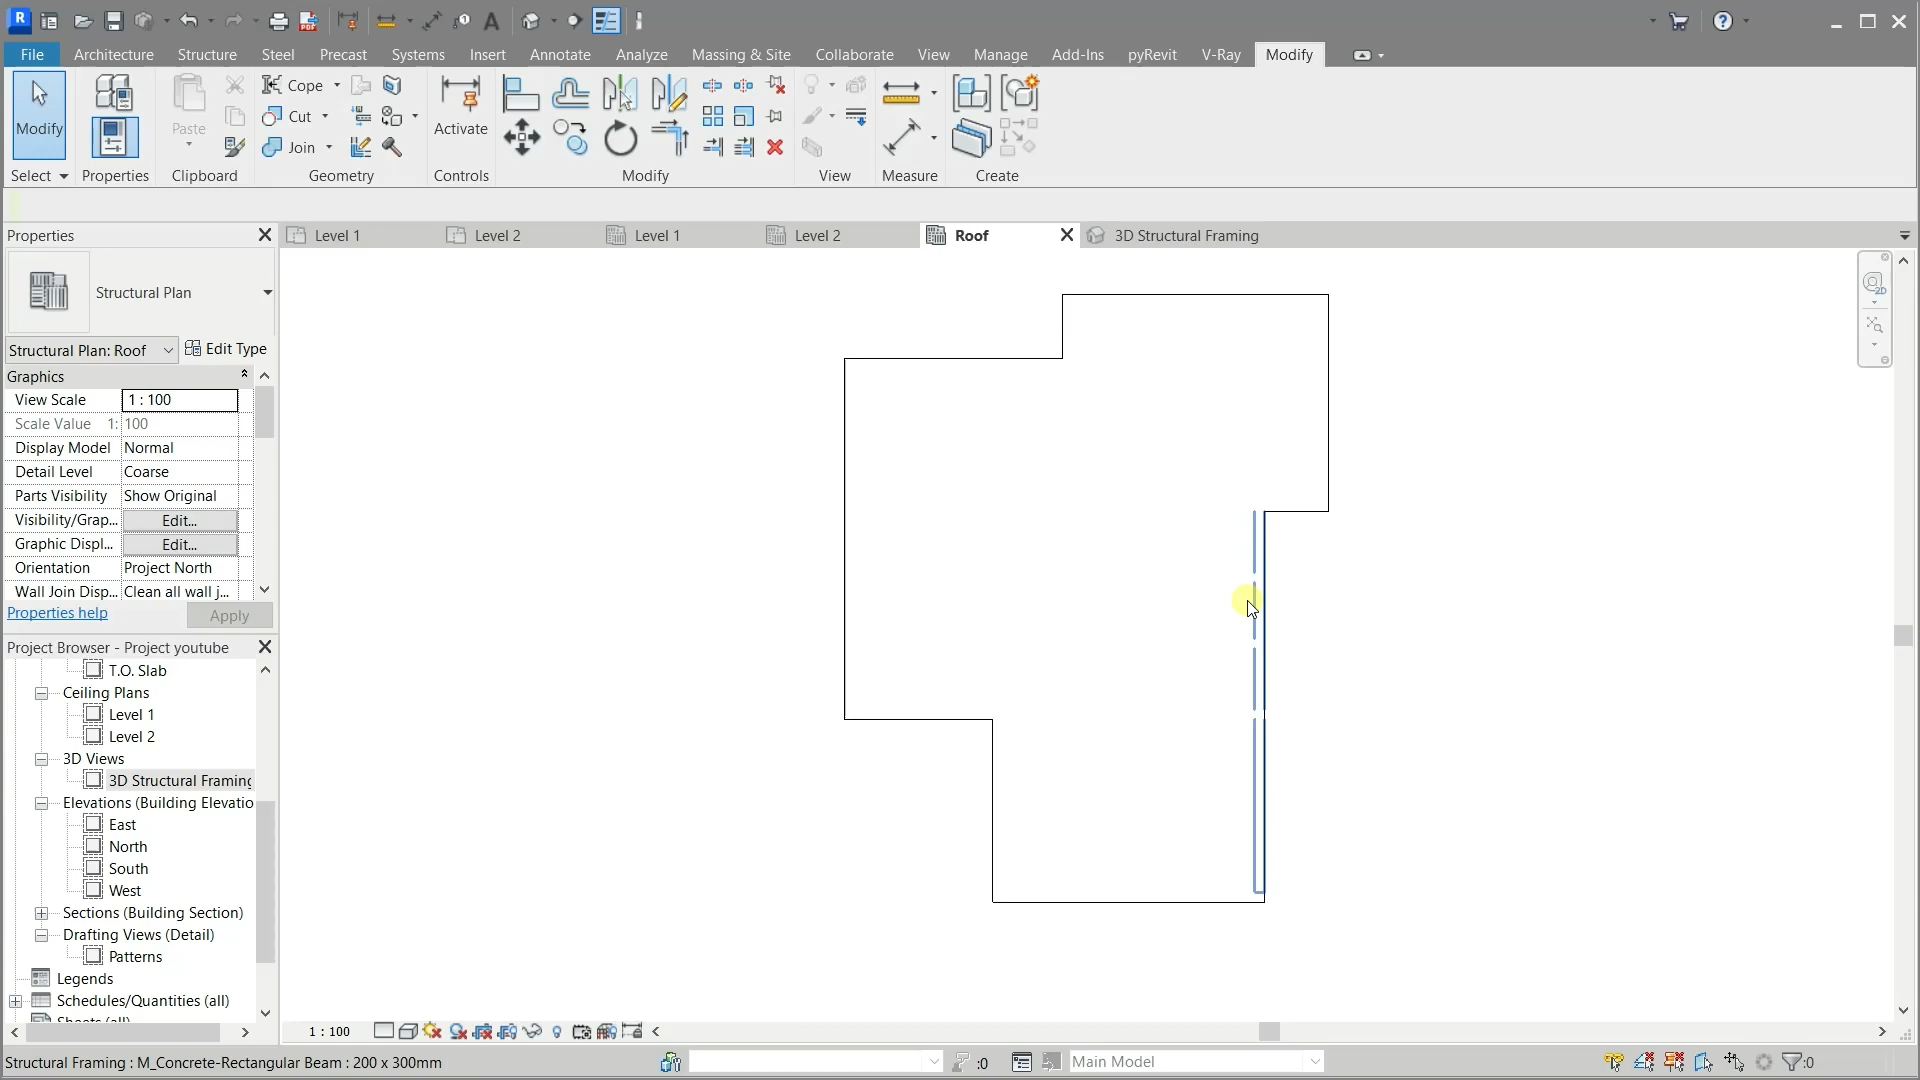 R
A
File Architecture Structure Steel Precast Systems Insert Annotate Analyze Massing & Site Collaborate View Manage Add-Ins pyRevit V-Ray Modify
Modify Paste Cope Cut Join Activate
Select Properties Clipboard Geometry Controls Modify View Measure Create
Properties Level 1 Level 2 Level 1 Level 2 Roof 3D Structural Framing
Structural Plan
Structural Plan: Roof Edit Type
Graphics
View Scale 1 : 100
Scale Value 1: 100
Display Model Normal
Detail Level Coarse
Parts Visibility Show Original
Visibility/Grap... Edit...
Graphic Displ... Edit...
Orientation Project North
Wall Join Disp... Clean all wall j...
Properties help Apply
Project Browser - Project youtube
T.O. Slab
Ceiling Plans
Level 1
Level 2
3D Views
3D Structural Framing
Elevations (Building Elevatio
East
North
South
West
Sections (Building Section)
Drafting Views (Detail)
Patterns
Legends
Schedules/Quantities (all)
Sheets (all)
1 : 100
Structural Framing : M_Concrete-Rectangular Beam : 200 x 300mm :0 Main Model :0